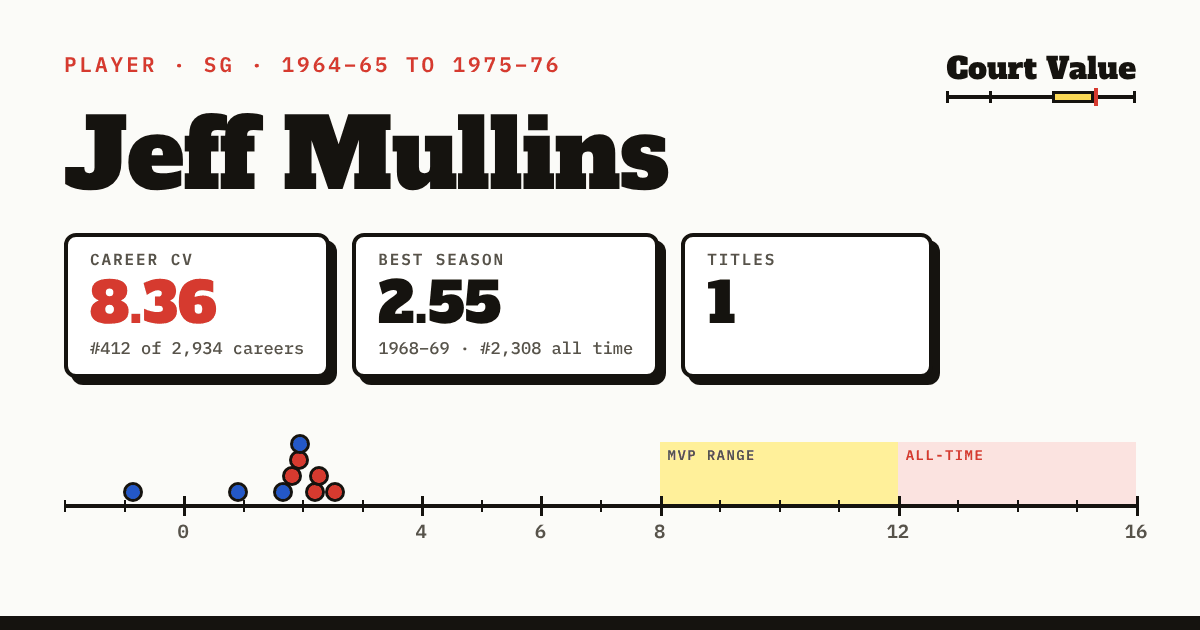 PLAYER · SG · 1964–65 TO 1975–76
Court Value
Jeff Mullins
CAREER CV
8.36
#412 of 2,934 careers
BEST SEASON
2.55
1968–69 · #2,308 all time
TITLES
1
MVP RANGE
ALL-TIME
0 4 6 8 12 16